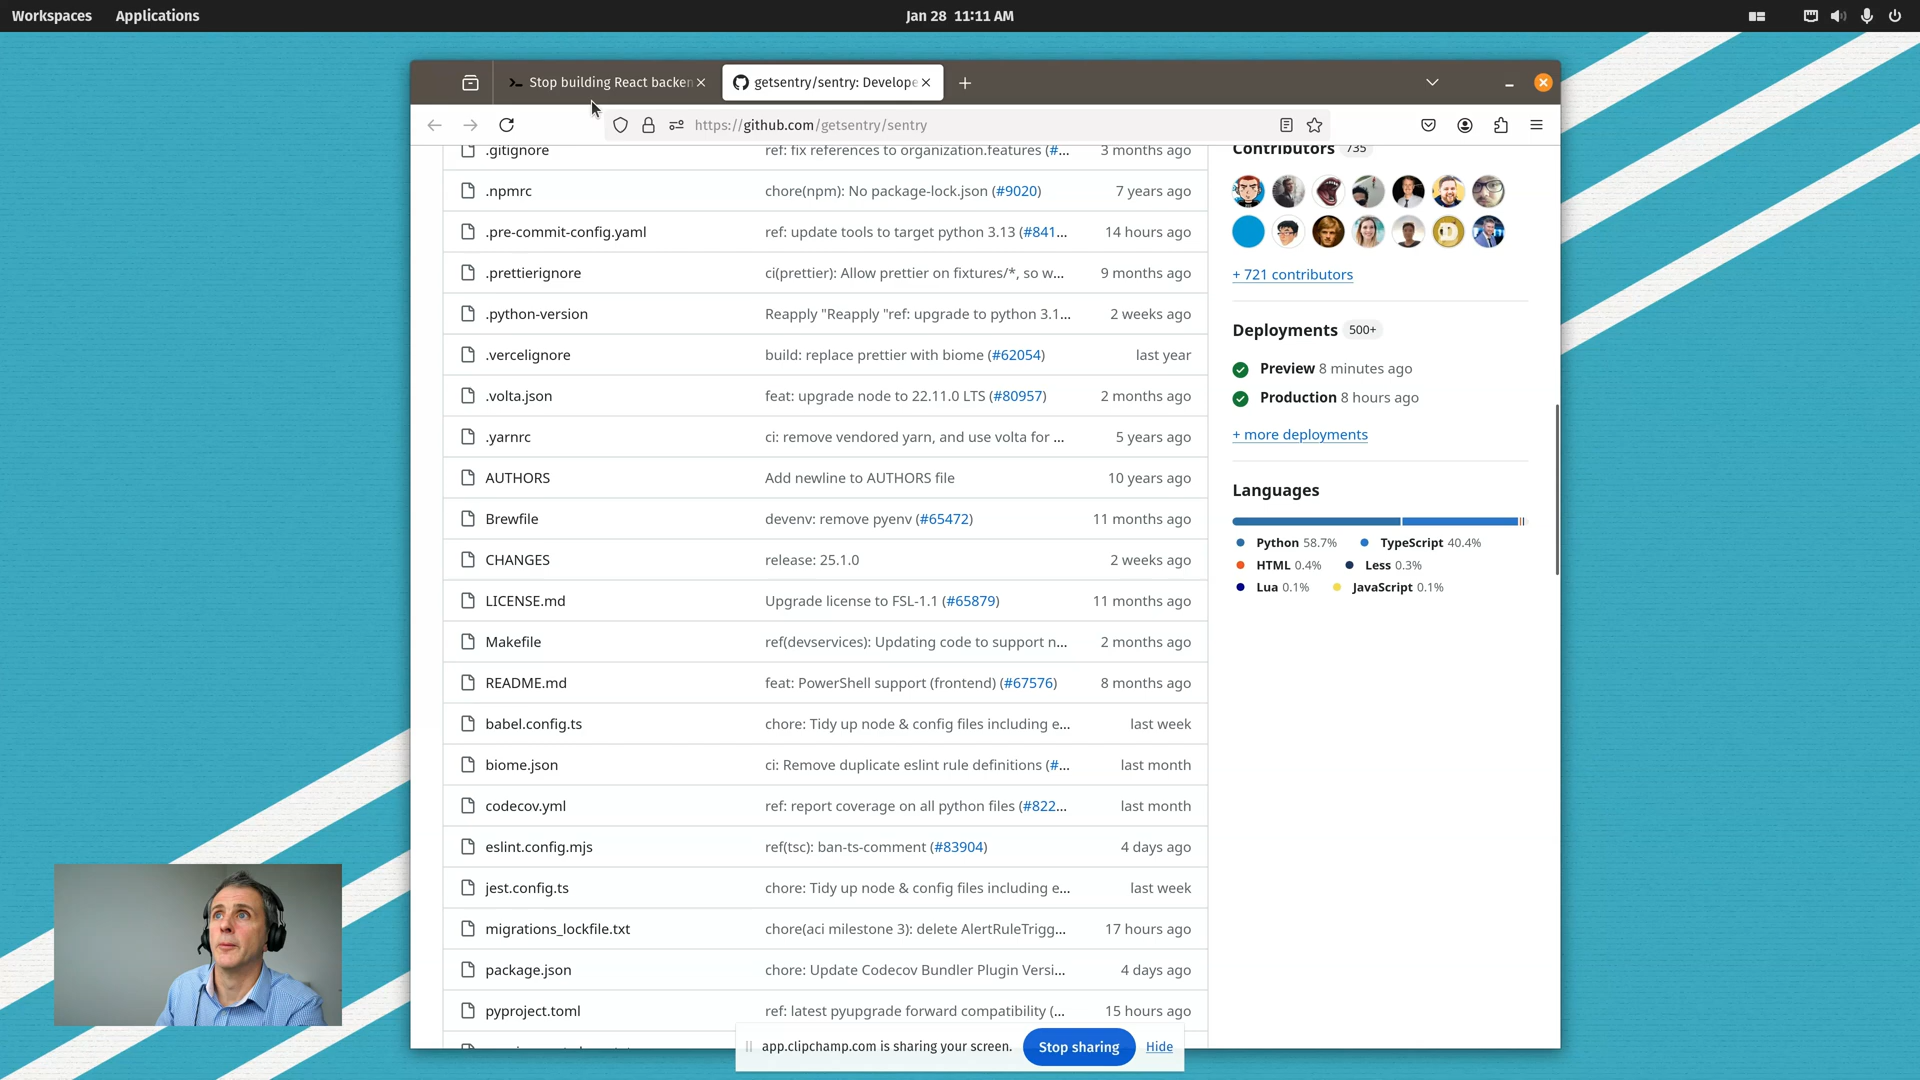 Workspaces Applications Jan 28 11:11 AM
Stop building React backen getsentry/sentry: Develope
https://github.com/getsentry/sentry
.gitignore ref: fix references to organization.features (#... 3 months ago
.npmrc chore(npm): No package-lock.json (#9020) 7 years ago
.pre-commit-config.yaml ref: update tools to target python 3.13 (#841... 14 hours ago
.prettierignore ci(prettier): Allow prettier on fixtures/*, so w... 9 months ago
.python-version Reapply "Reapply "ref: upgrade to python 3.1... 2 weeks ago
.vercelignore build: replace prettier with biome (#62054) last year
.volta.json feat: upgrade node to 22.11.0 LTS (#80957) 2 months ago
.yarnrc ci: remove vendored yarn, and use volta for ... 5 years ago
AUTHORS Add newline to AUTHORS file 10 years ago
Brewfile devenv: remove pyenv (#65472) 11 months ago
CHANGES release: 25.1.0 2 weeks ago
LICENSE.md Upgrade license to FSL-1.1 (#65879) 11 months ago
Makefile ref(devservices): Updating code to support n... 2 months ago
README.md feat: PowerShell support (frontend) (#67576) 8 months ago
babel.config.ts chore: Tidy up node & config files including e... last week
biome.json ci: Remove duplicate eslint rule definitions (#... last month
codecov.yml ref: report coverage on all python files (#822... last month
eslint.config.mjs ref(tsc): ban-ts-comment (#83904) 4 days ago
jest.config.ts chore: Tidy up node & config files including e... last week
migrations_lockfile.txt chore(aci milestone 3): delete AlertRuleTrigg... 17 hours ago
package.json chore: Update Codecov Bundler Plugin Versi... 4 days ago
pyproject.toml ref: latest pyupgrade forward compatibility (... 15 hours ago
Contributors 735
+ 721 contributors
Deployments 500+
Preview 8 minutes ago
Production 8 hours ago
+ more deployments
Languages
Python 58.7% TypeScript 40.4%
HTML 0.4% Less 0.3%
Lua 0.1% JavaScript 0.1%
app.clipchamp.com is sharing your screen. Stop sharing Hide